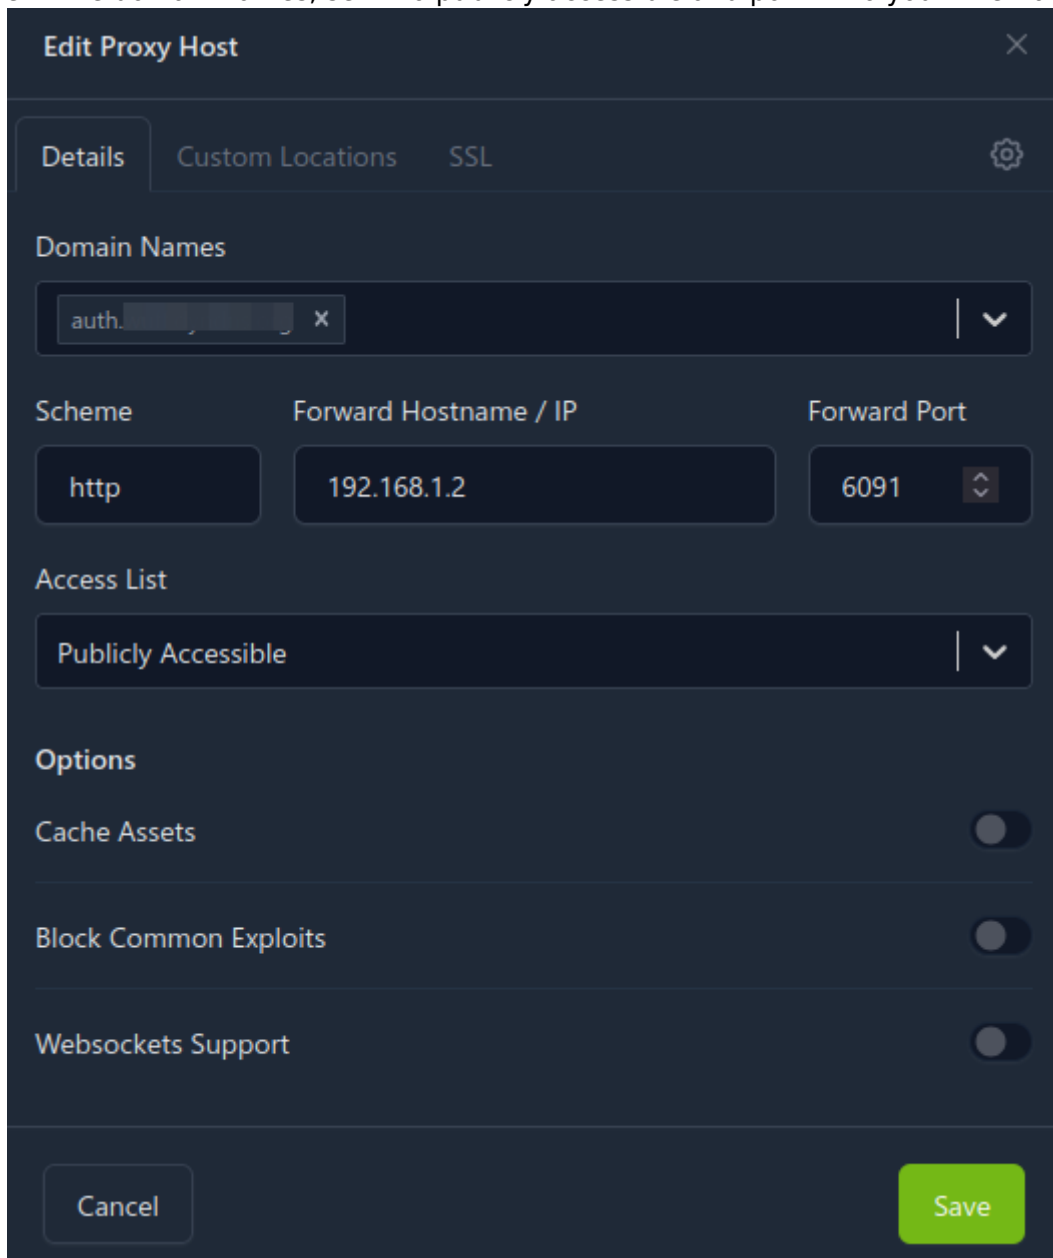 Edit Proxy Host
Details Custom Locations SSL
Domain Names
auth.
Scheme Forward Hostname / IP Forward Port
http 192.168.1.2 6091
Access List
Publicly Accessible
Options
Cache Assets
Block Common Exploits
Websockets Support
Cancel Save